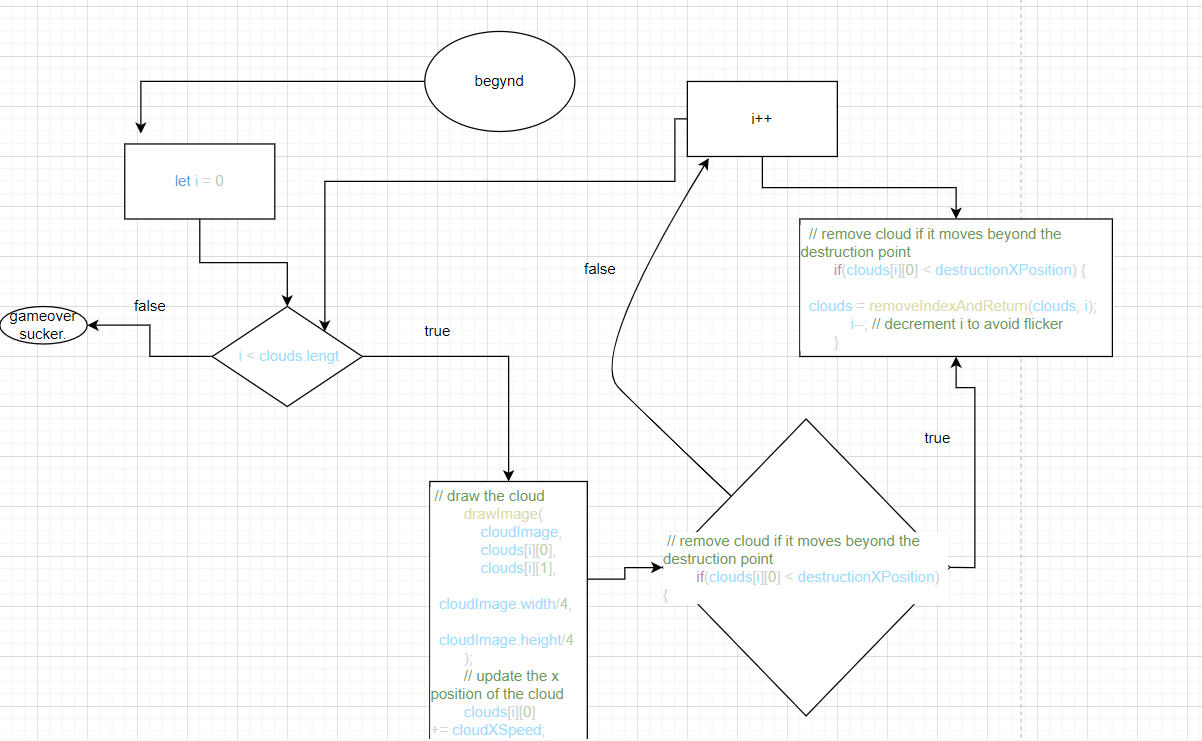 begynd
i++
let i = 0
// remove cloud if it moves beyond the
destruction point
if(clouds[i][0] < destructionXPosition) {
clouds = removeIndexAndReturn(clouds, i);
i--; // decrement i to avoid flicker
}
false
false
gameover
sucker.
true
i < clouds.lengt
true
// draw the cloud
drawImage(
cloudImage,
clouds[i][0],
clouds[i][1],
cloudImage.width/4,
cloudImage.height/4
);
// update the x
position of the cloud
clouds[i][0]
+= cloudXSpeed;
// remove cloud if it moves beyond the
destruction point
if(clouds[i][0] < destructionXPosition)
{